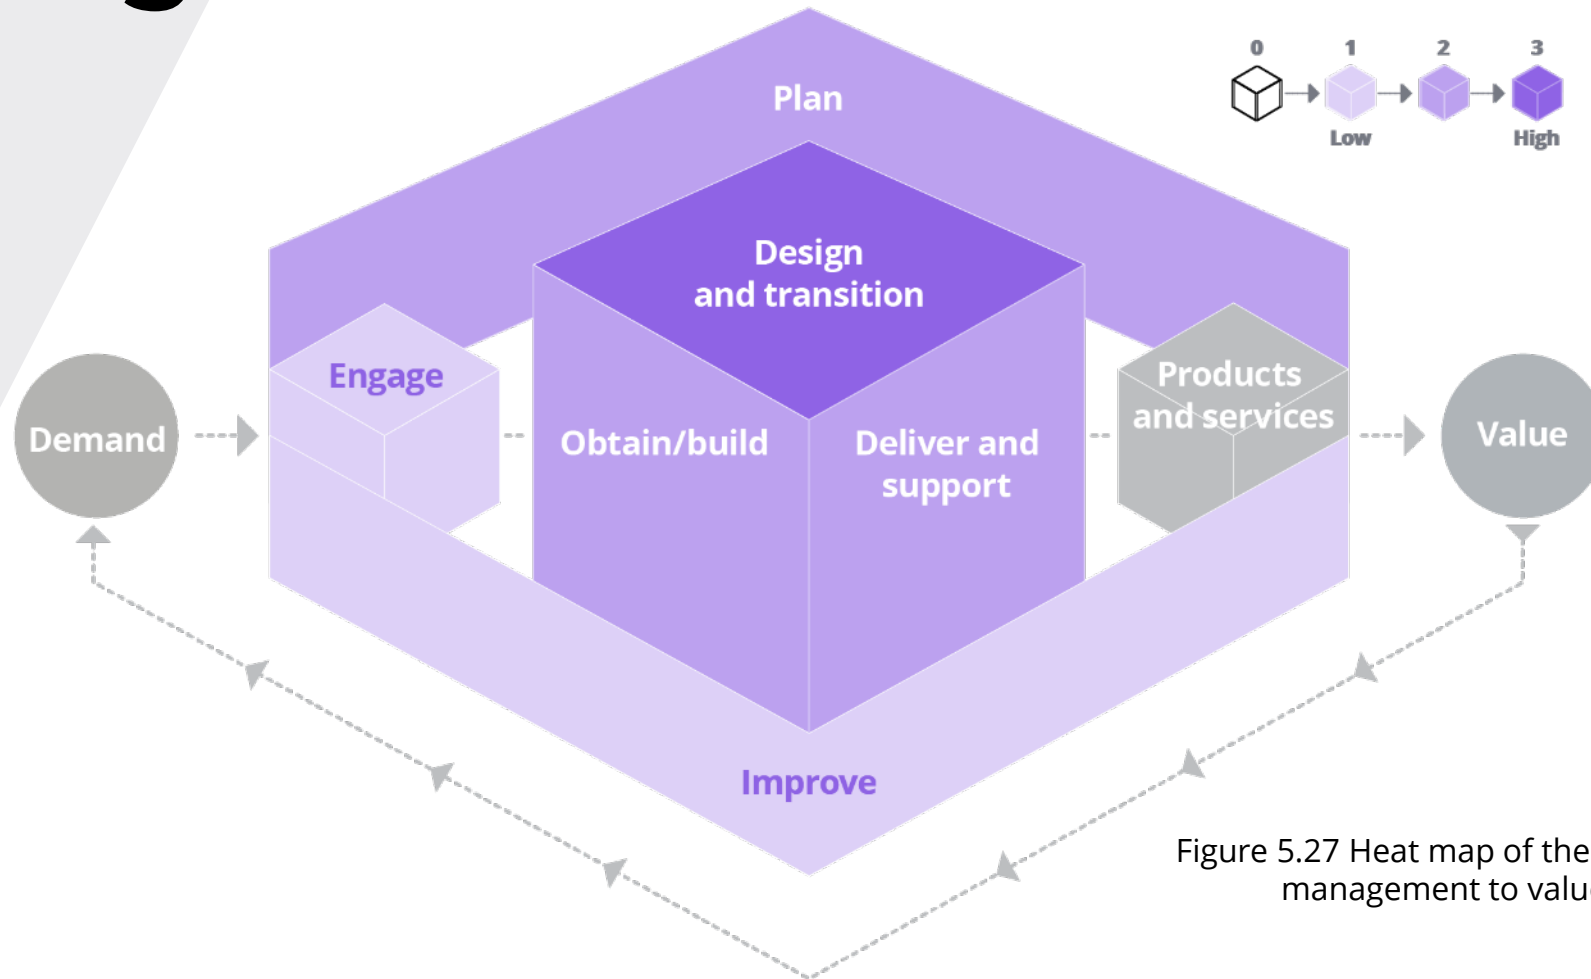 0 1 2 3
Low High
Plan
Design
and transition
Engage
Products
and services
Demand
Obtain/build
Deliver and
support
Value
Improve
Figure 5.27 Heat map of the
management to